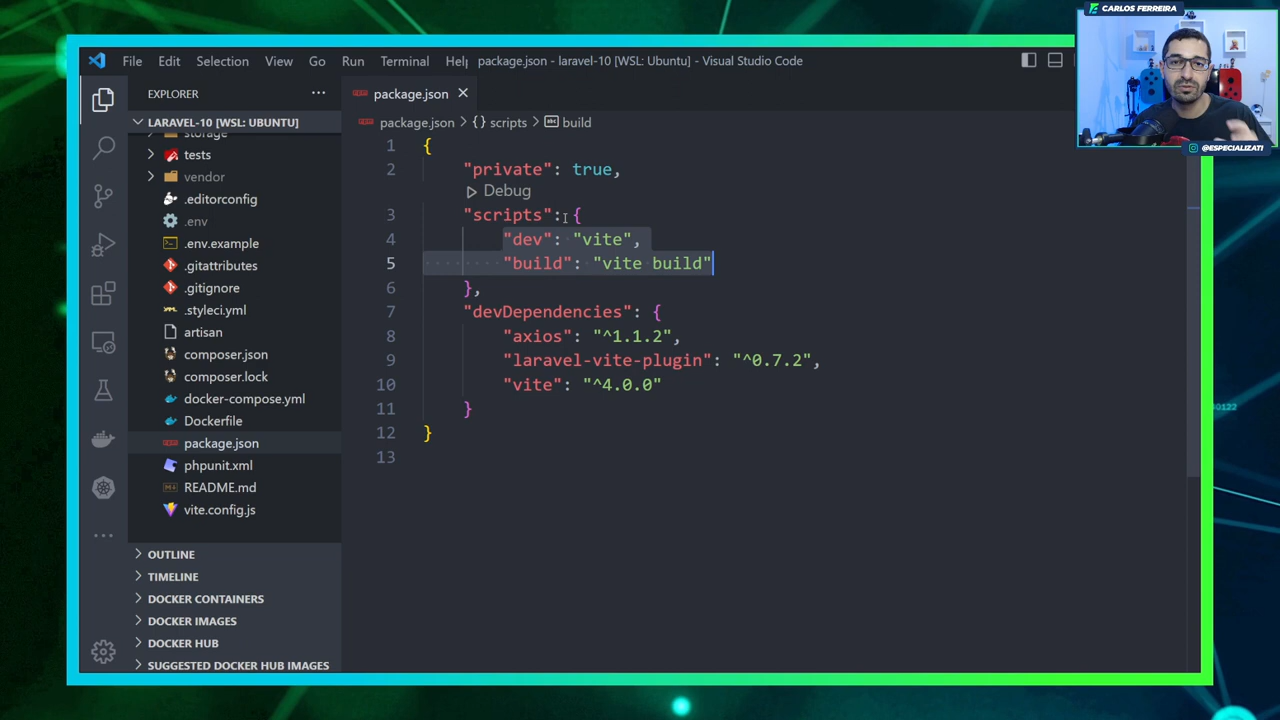 CARLOS FERREIRA
@ESPECIALIZATI
File Edit Selection View Go Run Terminal Help package.json - laravel-10 [WSL: Ubuntu] - Visual Studio Code
EXPLORER
···
LARAVEL-10 [WSL: UBUNTU]
storage
tests
vendor
.editorconfig
.env
.env.example
.gitattributes
.gitignore
.styleci.yml
artisan
composer.json
composer.lock
docker-compose.yml
Dockerfile
package.json
phpunit.xml
README.md
vite.config.js
OUTLINE
TIMELINE
DOCKER CONTAINERS
DOCKER IMAGES
DOCKER HUB
SUGGESTED DOCKER HUB IMAGES
package.json
package.json > {} scripts > abc build
1 {
2 "private": true,
Debug
3 "scripts": {
4 "dev": "vite",
5 "build": "vite build"
6 },
7 "devDependencies": {
8 "axios": "^1.1.2",
9 "laravel-vite-plugin": "^0.7.2",
10 "vite": "^4.0.0"
11 }
12 }
13